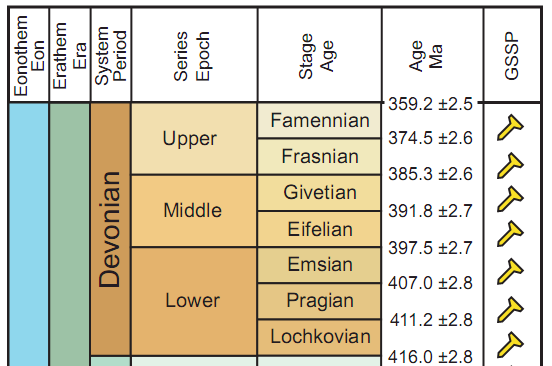 Eonothem
Eon
Erathem
Era
System
Period
Series
Epoch
Stage
Age
Age
Ma
GSSP
359.2 ±2.5
Devonian
Upper
Famennian
374.5 ±2.6
Frasnian
385.3 ±2.6
Middle
Givetian
391.8 ±2.7
Eifelian
397.5 ±2.7
Lower
Emsian
407.0 ±2.8
Pragian
411.2 ±2.8
Lochkovian
416.0 ±2.8